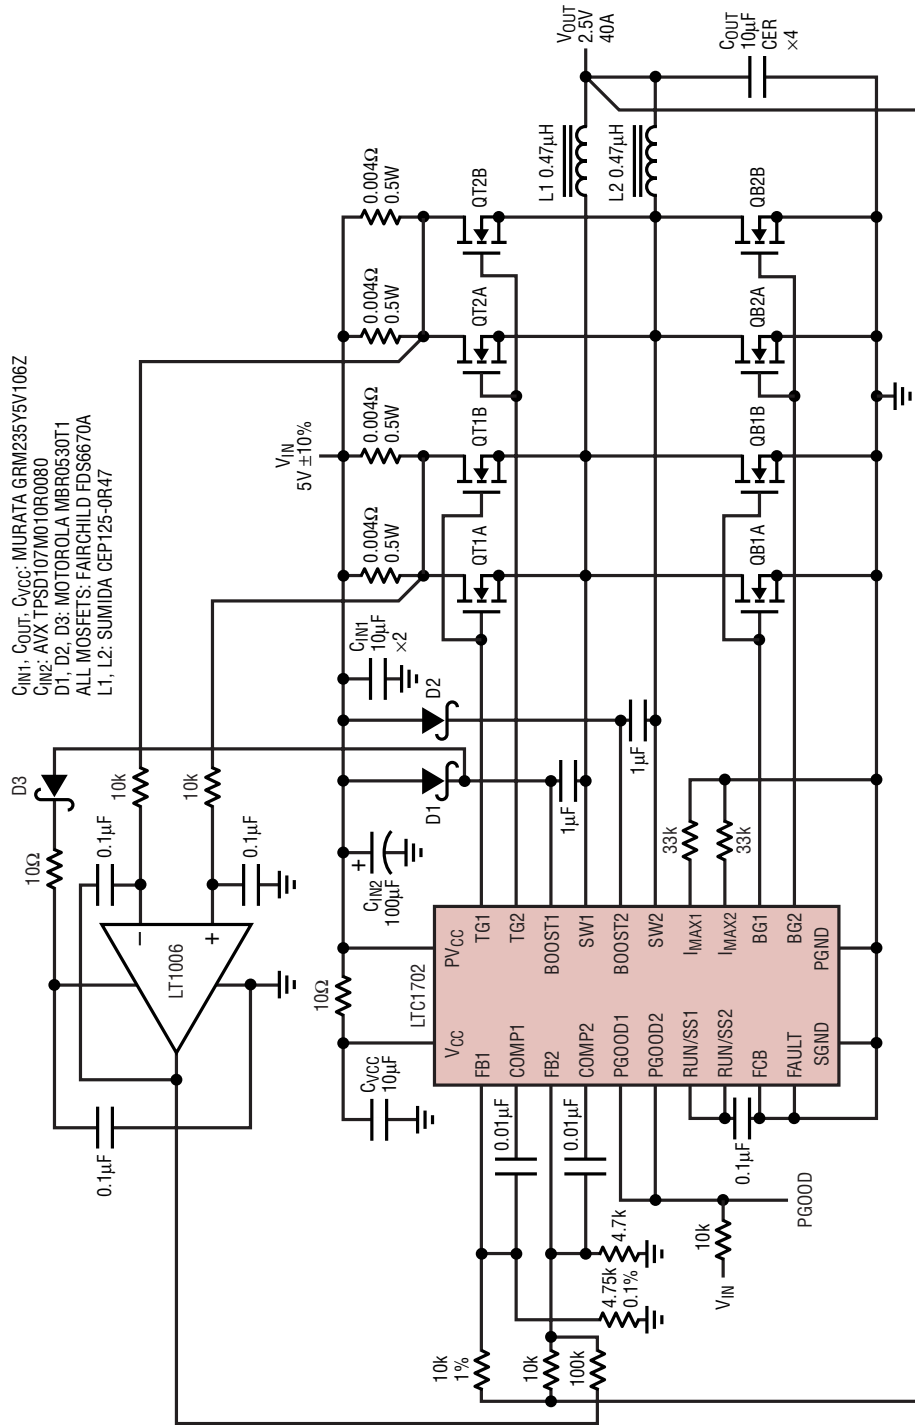 C_IN1, C_OUT, C_VCC: MURATA GRM235Y5V106Z
C_IN2: AVX TPSD107M010R0080
D1, D2, D3: MOTOROLA MBR0530T1
ALL MOSFETS: FAIRCHILD FDS6670A
L1, L2: SUMIDA CEP125-0R47
D3
10Ω
0.1µF
10k
10k
0.1µF
–
+
LT1006
0.1µF
V_IN
5V ±10%
0.004Ω
0.5W
0.004Ω
0.5W
0.004Ω
0.5W
0.004Ω
0.5W
C_VCC
10µF
10Ω
+
C_IN2
100µF
D1
D2
C_IN1
10µF
×2
QT1A
QT1B
QT2A
QT2B
V_OUT
2.5V
40A
L1 0.47µH
L2 0.47µH
C_OUT
10µF
CER
×4
1µF
1µF
QB1A
QB1B
QB2A
QB2B
33k
33k
LTC1702
V_CC
PV_CC
FB1
TG1
COMP1
TG2
FB2
BOOST1
COMP2
SW1
PGOOD1
BOOST2
PGOOD2
SW2
RUN/SS1
I_MAX1
RUN/SS2
I_MAX2
FCB
BG1
FAULT
BG2
SGND
PGND
0.01µF
0.01µF
0.1µF
10k
1%
10k
100k
4.75k
0.1%
4.7k
V_IN
10k
PGOOD